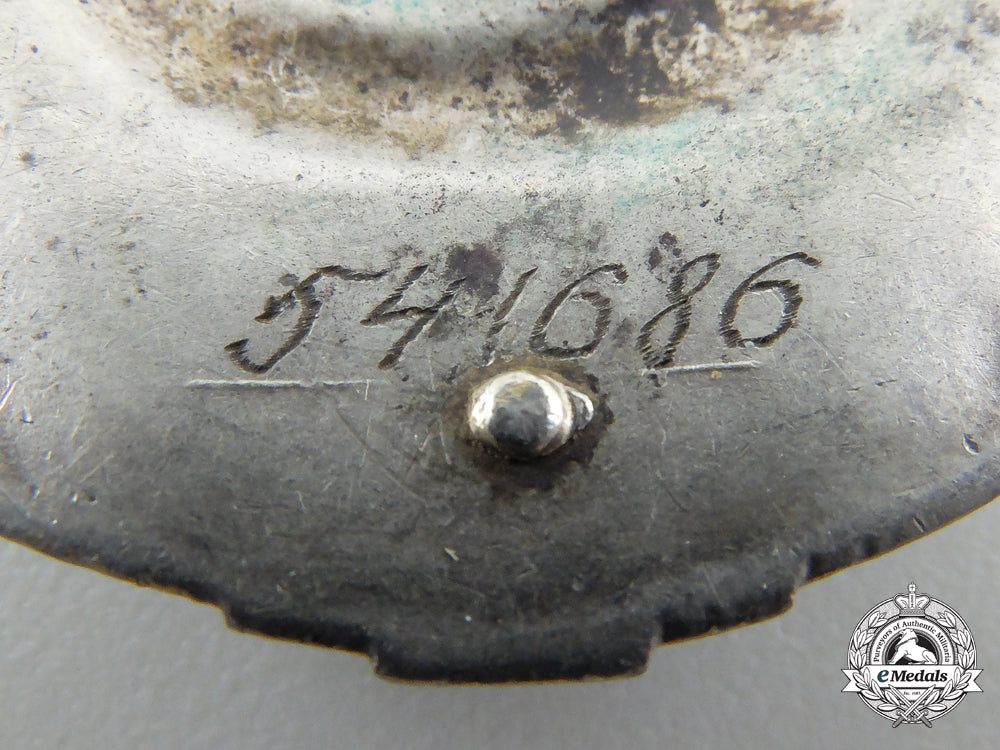 541686
Purveyors of Authentic Militaria
eMedals